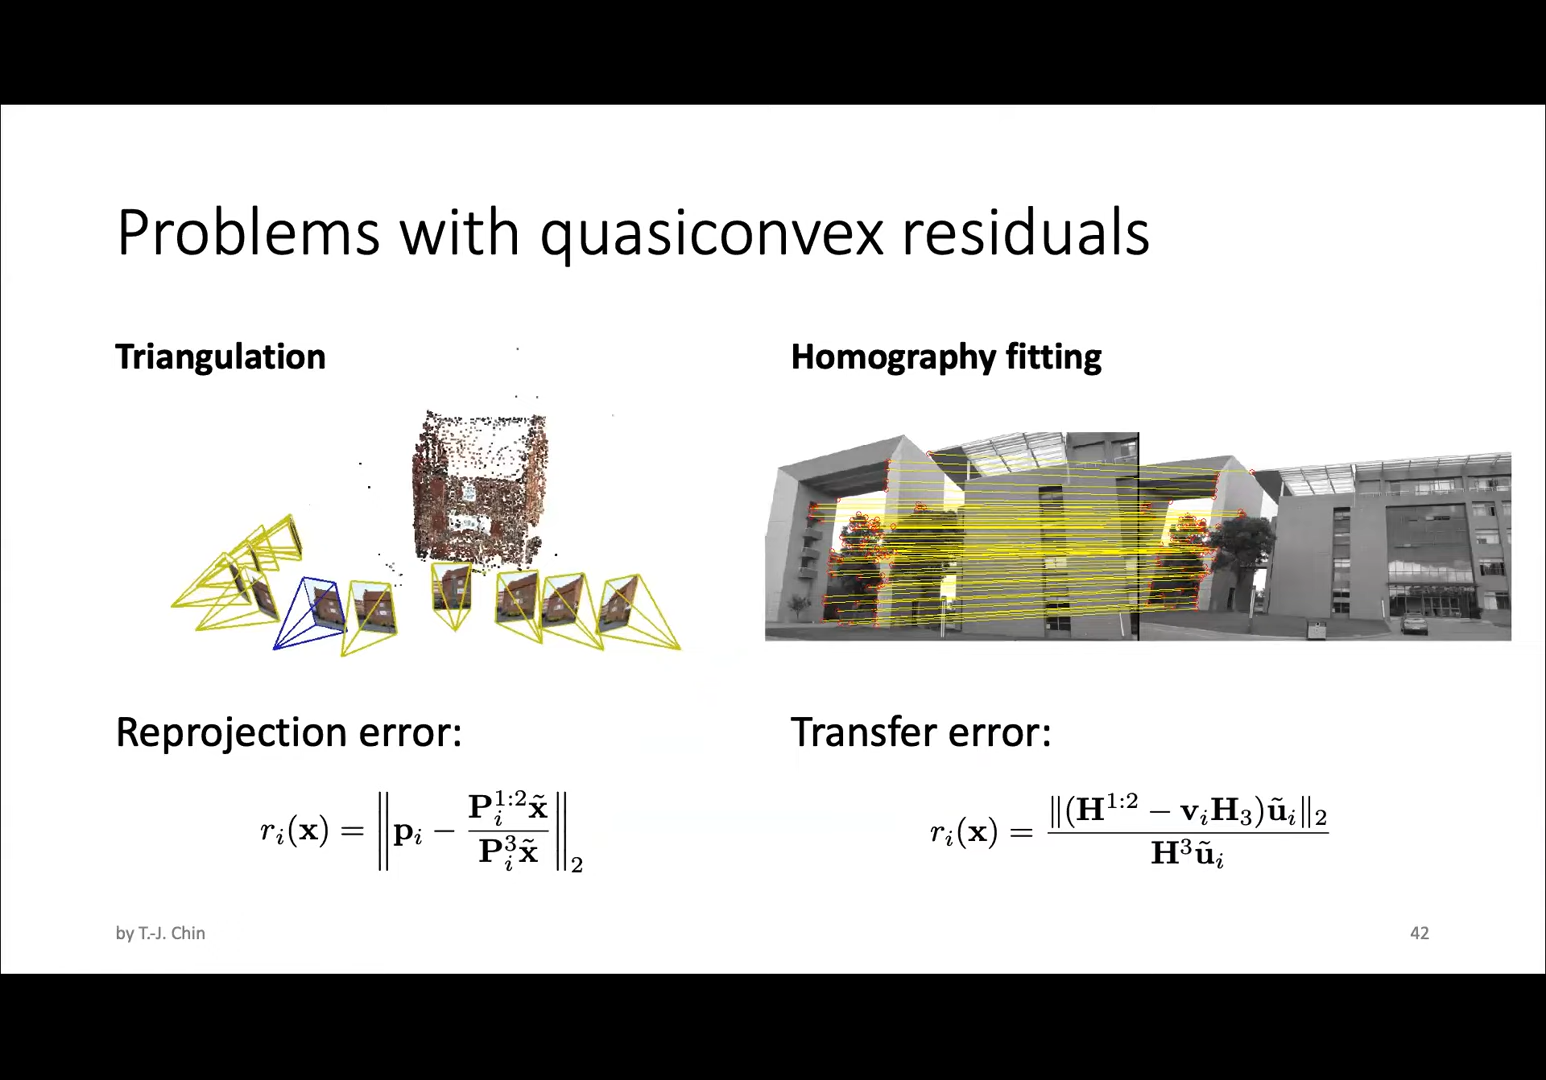 Problems with quasiconvex residuals
Triangulation
Homography fitting
Reprojection error:
Transfer error:
r_i(x) = ‖p_i − P_i^{1:2}x̃ / P_i^3x̃‖_2
r_i(x) = ‖(H^{1:2} − v_iH_3)ũ_i‖_2 / H^3ũ_i
by T.-J. Chin
42